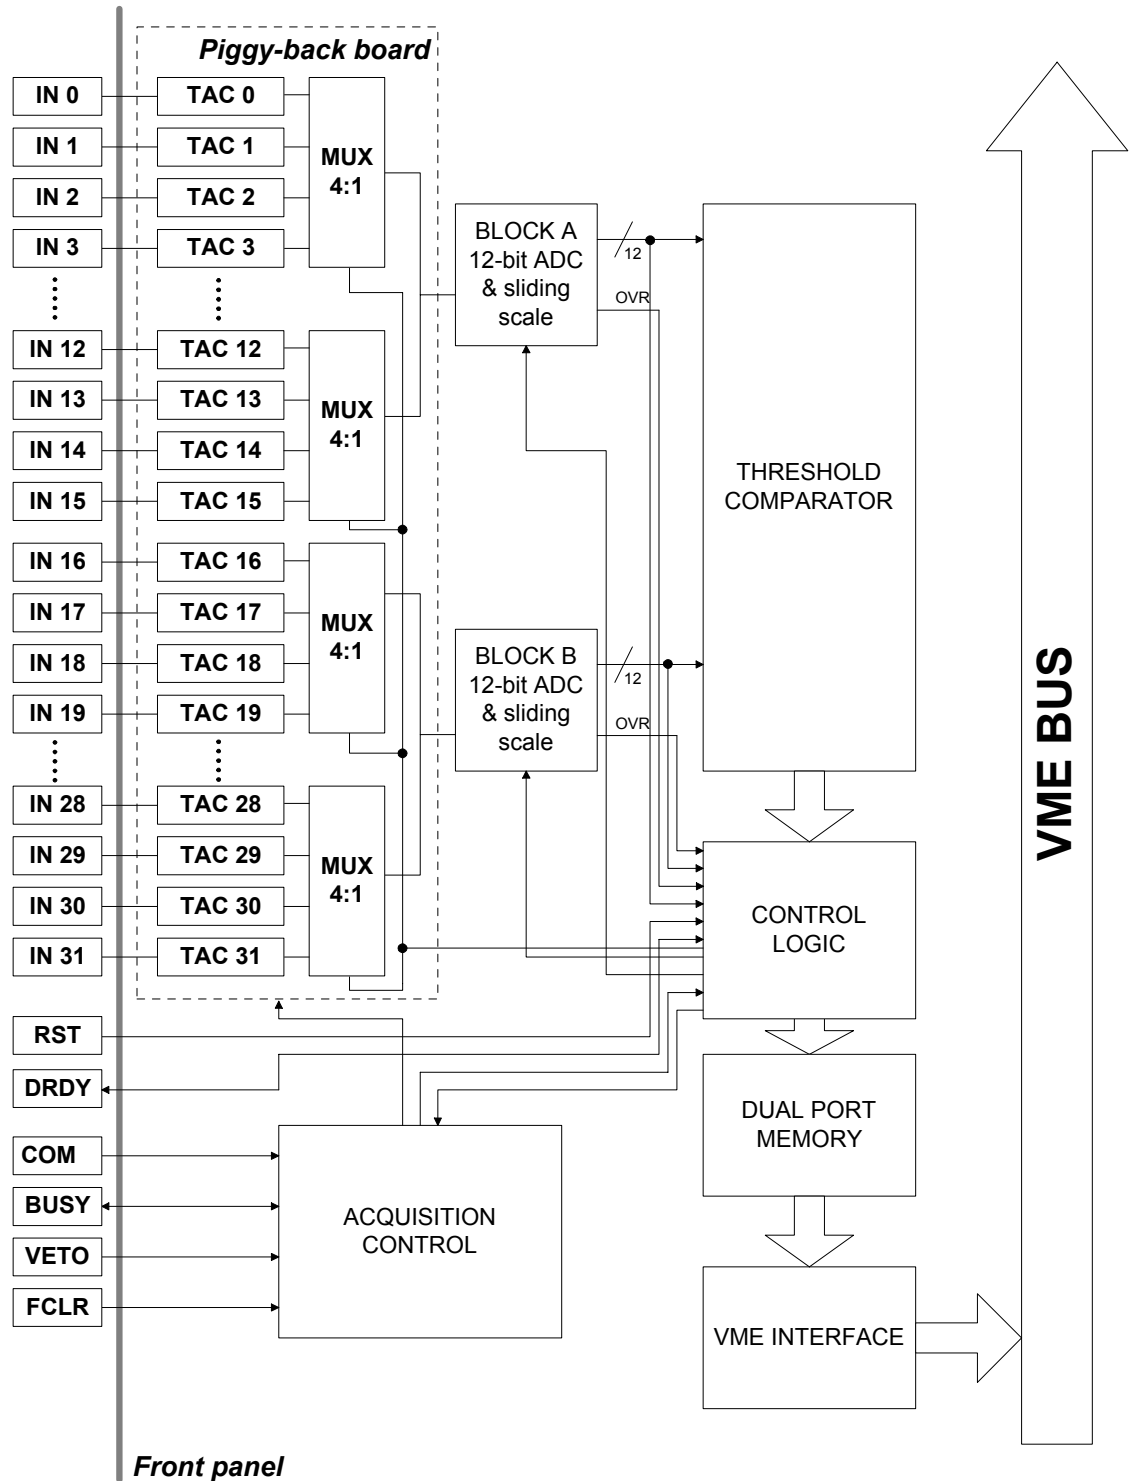 Piggy-back board
IN 0
TAC 0
IN 1
TAC 1
IN 2
TAC 2
IN 3
TAC 3
MUX
4:1
IN 12
TAC 12
IN 13
TAC 13
IN 14
TAC 14
IN 15
TAC 15
MUX
4:1
IN 16
TAC 16
IN 17
TAC 17
IN 18
TAC 18
IN 19
TAC 19
MUX
4:1
IN 28
TAC 28
IN 29
TAC 29
IN 30
TAC 30
IN 31
TAC 31
MUX
4:1
BLOCK A
12-bit ADC
& sliding
scale
12
OVR
BLOCK B
12-bit ADC
& sliding
scale
12
OVR
THRESHOLD
COMPARATOR
CONTROL
LOGIC
DUAL PORT
MEMORY
VME INTERFACE
VME BUS
RST
DRDY
COM
BUSY
VETO
FCLR
ACQUISITION
CONTROL
Front panel